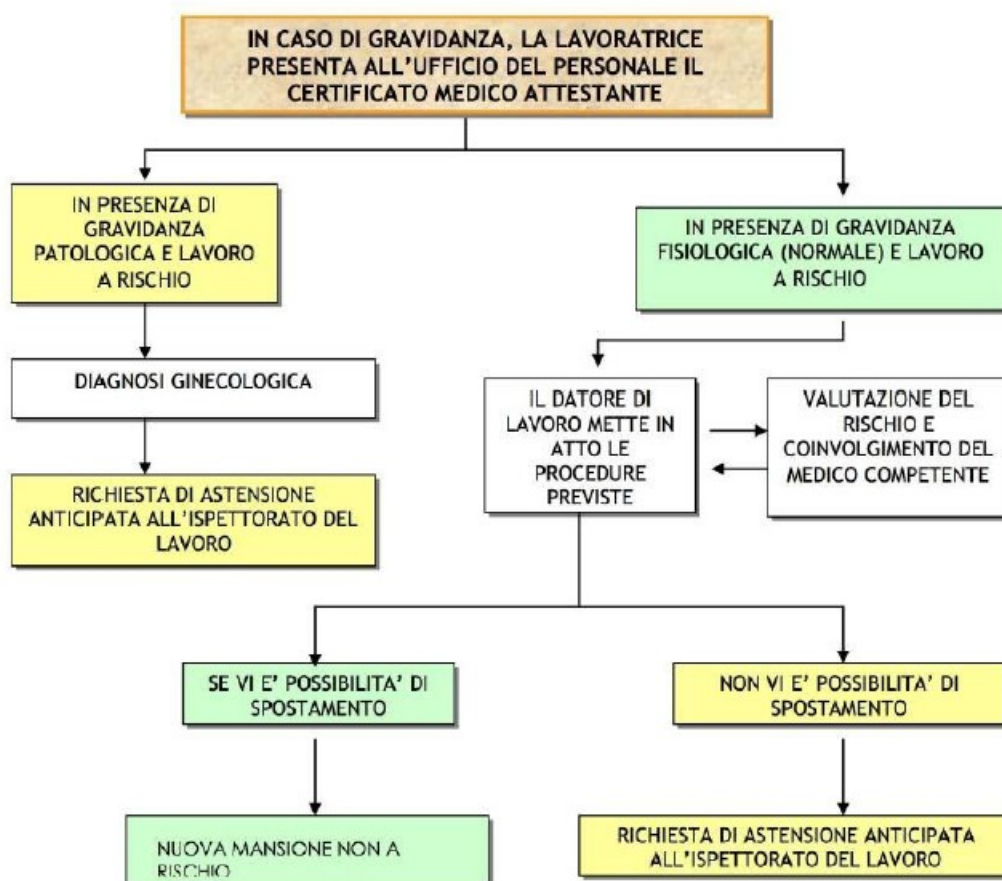 IN CASO DI GRAVIDANZA, LA LAVORATRICE
PRESENTA ALL'UFFICIO DEL PERSONALE IL
CERTIFICATO MEDICO ATTESTANTE
IN PRESENZA DI
GRAVIDANZA
PATOLOGICA E LAVORO
A RISCHIO
IN PRESENZA DI GRAVIDANZA
FISIOLOGICA (NORMALE) E LAVORO
A RISCHIO
DIAGNOSI GINECOLOGICA
IL DATORE DI
LAVORO METTE IN
ATTO LE
PROCEDURE
PREVISTE
VALUTAZIONE DEL
RISCHIO E
COINVOLGIMENTO DEL
MEDICO COMPETENTE
RICHIESTA DI ASTENSIONE
ANTICIPATA ALL'ISPETTORATO DEL
LAVORO
SE VI E' POSSIBILITA' DI
SPOSTAMENTO
NON VI E' POSSIBILITA' DI
SPOSTAMENTO
NUOVA MANSIONE NON A
RISCHIO
RICHIESTA DI ASTENSIONE ANTICIPATA
ALL'ISPETTORATO DEL LAVORO